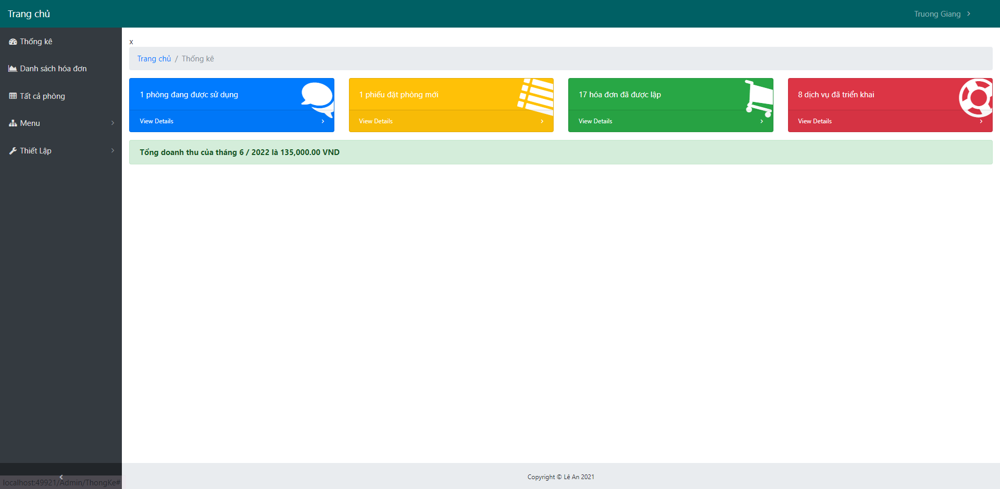 Trang chủ
Truong Giang
Thống kê
Danh sách hóa đơn
Tất cả phòng
Menu
Thiết Lập
x
Trang chủ / Thống kê
1 phòng đang được sử dụng
View Details
1 phiếu đặt phòng mới
View Details
17 hóa đơn đã được lập
View Details
8 dịch vụ đã triển khai
View Details
Tổng doanh thu của tháng 6 / 2022 là 135,000.00 VND
Copyright © Lê An 2021
localhost:49921/Admin/ThongKe#